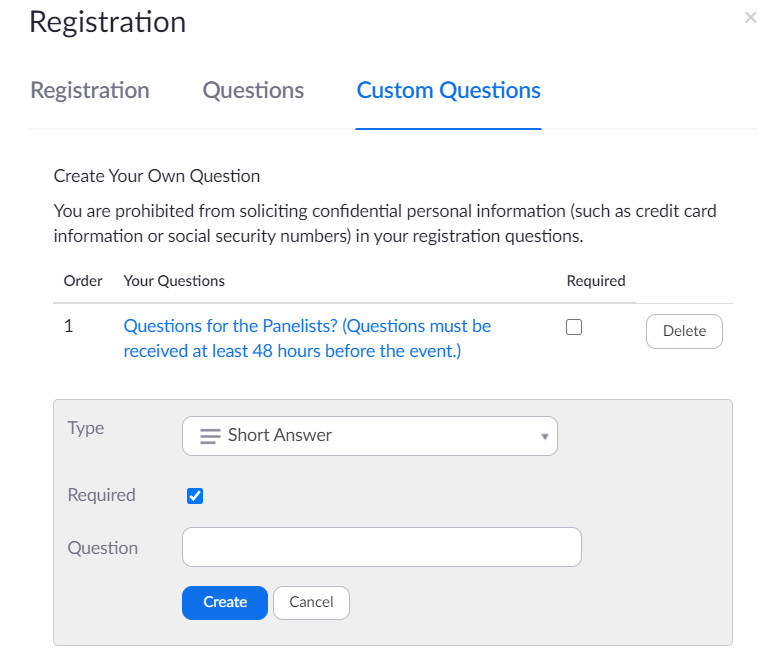 Registration
Registration Questions Custom Questions
Create Your Own Question
You are prohibited from soliciting confidential personal information (such as credit card
information or social security numbers) in your registration questions.
Order Your Questions Required
1 Questions for the Panelists? (Questions must be
received at least 48 hours before the event.)
Delete
Type Short Answer
Required
Question
Create Cancel